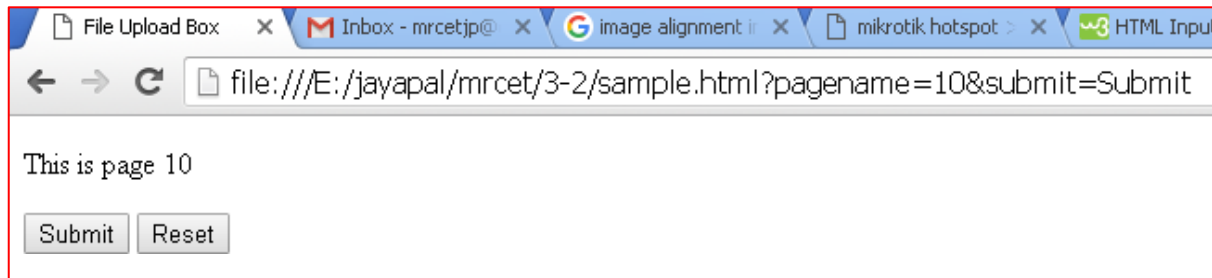 File Upload Box Inbox - mrcetjp@ image alignment i mikrotik hotspot > w3 HTML Inpu
file:///E:/jayapal/mrcet/3-2/sample.html?pagename=10&submit=Submit
This is page 10
Submit Reset